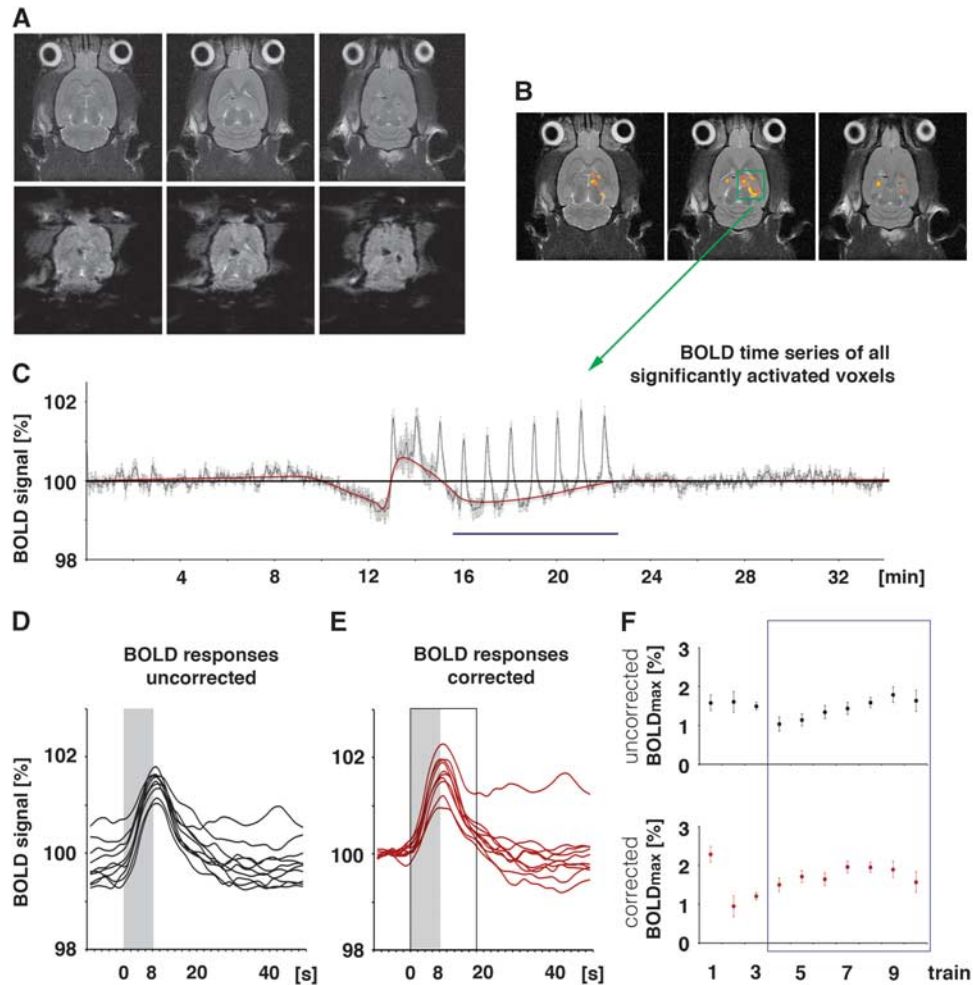 A
B
BOLD time series of all
significantly activated voxels
C
BOLD signal [%]
102
100
98
4 8 12 16 20 24 28 32 [min]
D
BOLD responses
uncorrected
BOLD signal [%]
102
100
98
0 8 20 40 [s]
E
BOLD responses
corrected
102
100
98
0 8 20 40 [s]
F
uncorrected
BOLDmax [%]
3
2
1
0
corrected
BOLDmax [%]
3
2
1
0
1 3 5 7 9 train